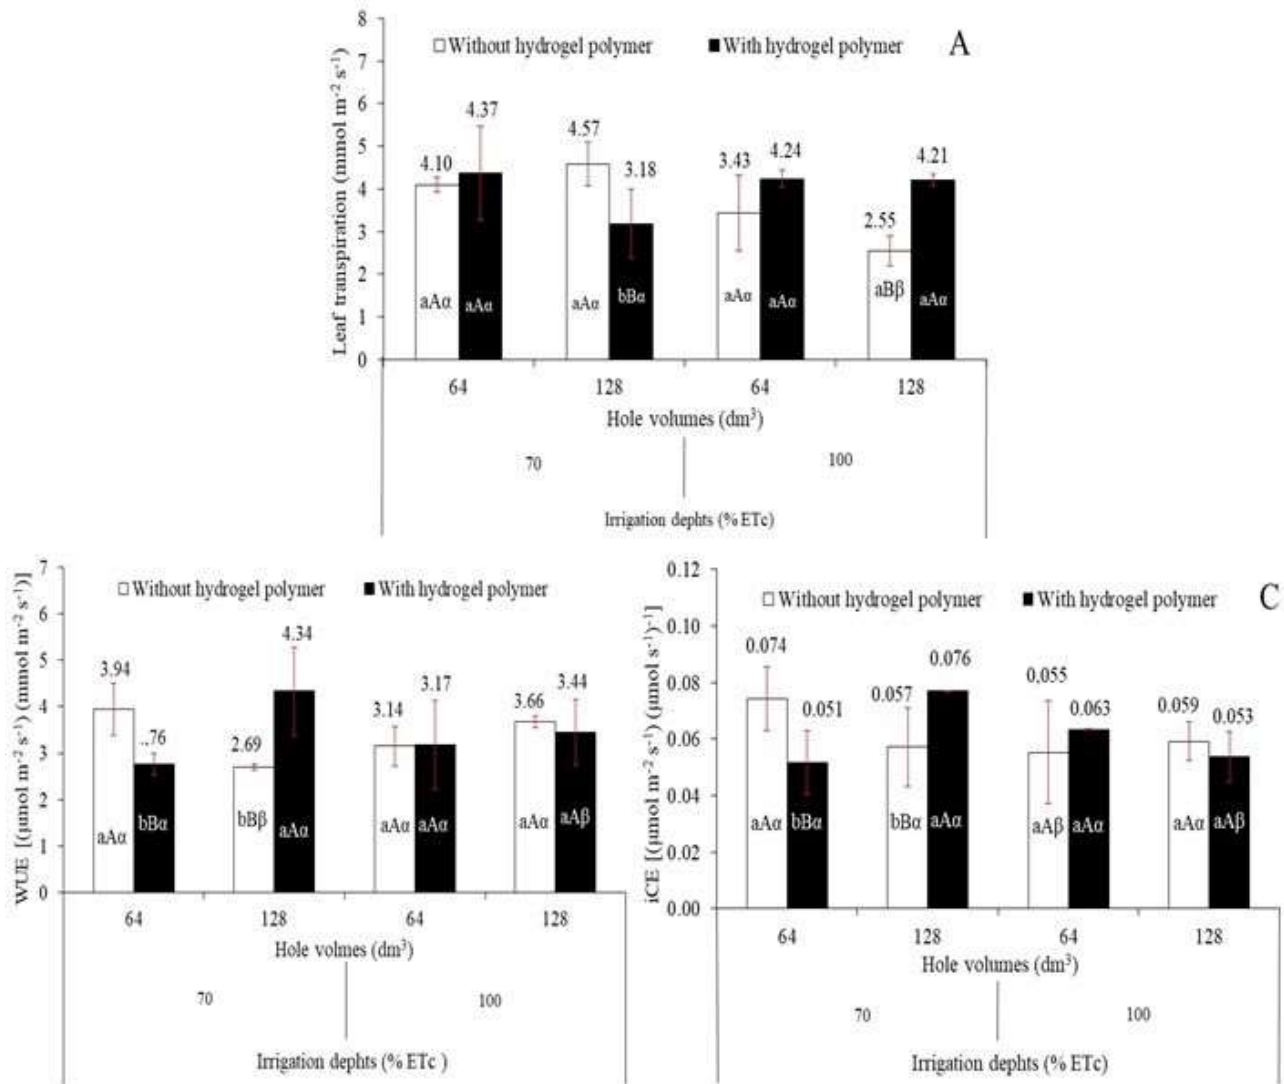 8
7
6
5
4
3
2
1
0
Leaf transpiration (mmol m⁻² s⁻¹)
Without hydrogel polymer With hydrogel polymer A
4.10 4.37 4.57 3.18 3.43 4.24 2.55 4.21
aAα aAα aAα bBα aAα aAα aBβ aAα
64 128 64 128
Hole volumes (dm³)
70 100
Irrigation dephts (% ETc)
7
6
5
4
3
2
1
0
WUE [(µmol m⁻² s⁻¹) (mmol m⁻² s⁻¹)]
Without hydrogel polymer With hydrogel polymer
3.94 .,76 2.69 4.34 3.14 3.17 3.66 3.44
aAα bBα bBβ aAα aAα aAα aAα aAβ
64 128 64 128
Hole volmes (dm³)
70 100
Irrigation dephts (% ETc )
0.12
0.10
0.08
0.06
0.04
0.02
0.00
iCE [(µmol m⁻² s⁻¹) (µmol s⁻¹)⁻¹]
Without hydrogel polymer With hydrogel polymer C
0.074 0.051 0.057 0.076 0,055 0.063 0.059 0.053
aAα bBα bBα aAα aAβ aAα aAα aAβ
64 128 64 128
Hole volumes (dm³)
70 100
Irrigation dephts (% ETc)